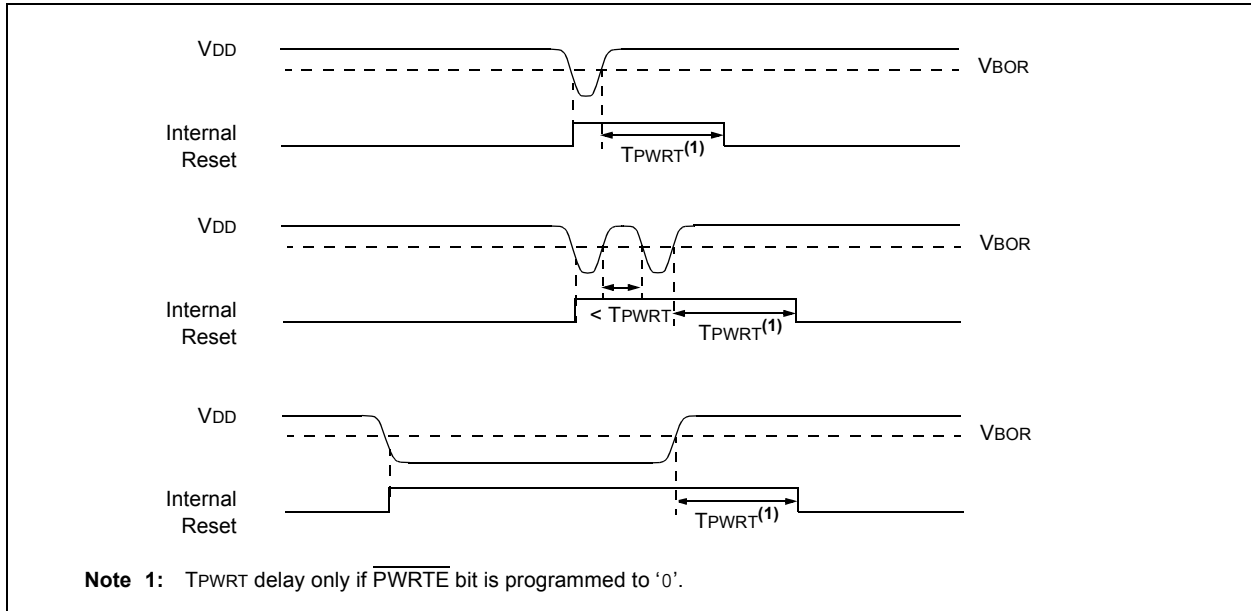 VDD
VBOR
Internal
Reset
TPWRT(1)
VDD
VBOR
Internal
Reset
< TPWRT
TPWRT(1)
VDD
VBOR
Internal
Reset
TPWRT(1)
Note 1: TPWRT delay only if PWRTE bit is programmed to ‘0’.